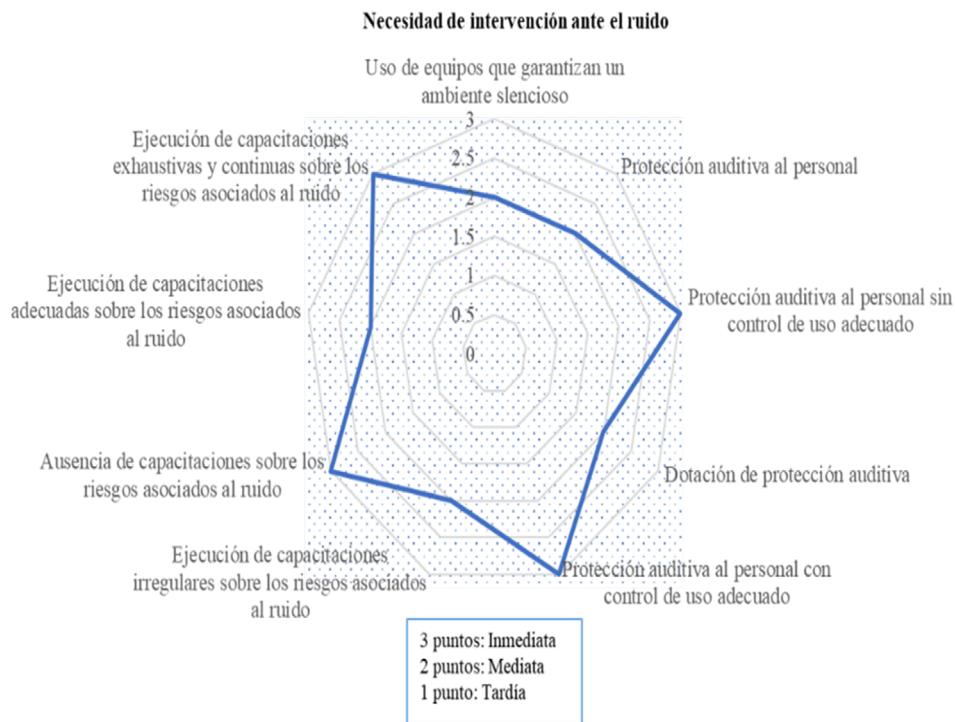 Necesidad de intervención ante el ruido
Uso de equipos que garantizan un
ambiente slencioso
3
2.5
2
1.5
1
0.5
0
Protección auditiva al personal
Protección auditiva al personal sin
control de uso adecuado
Dotación de protección auditiva
Protección auditiva al personal con
control de uso adecuado
Ejecución de capacitaciones
irregulares sobre los riesgos asociados
al ruido
Ausencia de capacitaciones sobre los
riesgos asociados al ruido
Ejecución de capacitaciones
adecuadas sobre los riesgos asociados
al ruido
Ejecución de capacitaciones
exhaustivas y continuas sobre los
riesgos asociados al ruido
3 puntos: Inmediata
2 puntos: Mediata
1 punto: Tardía